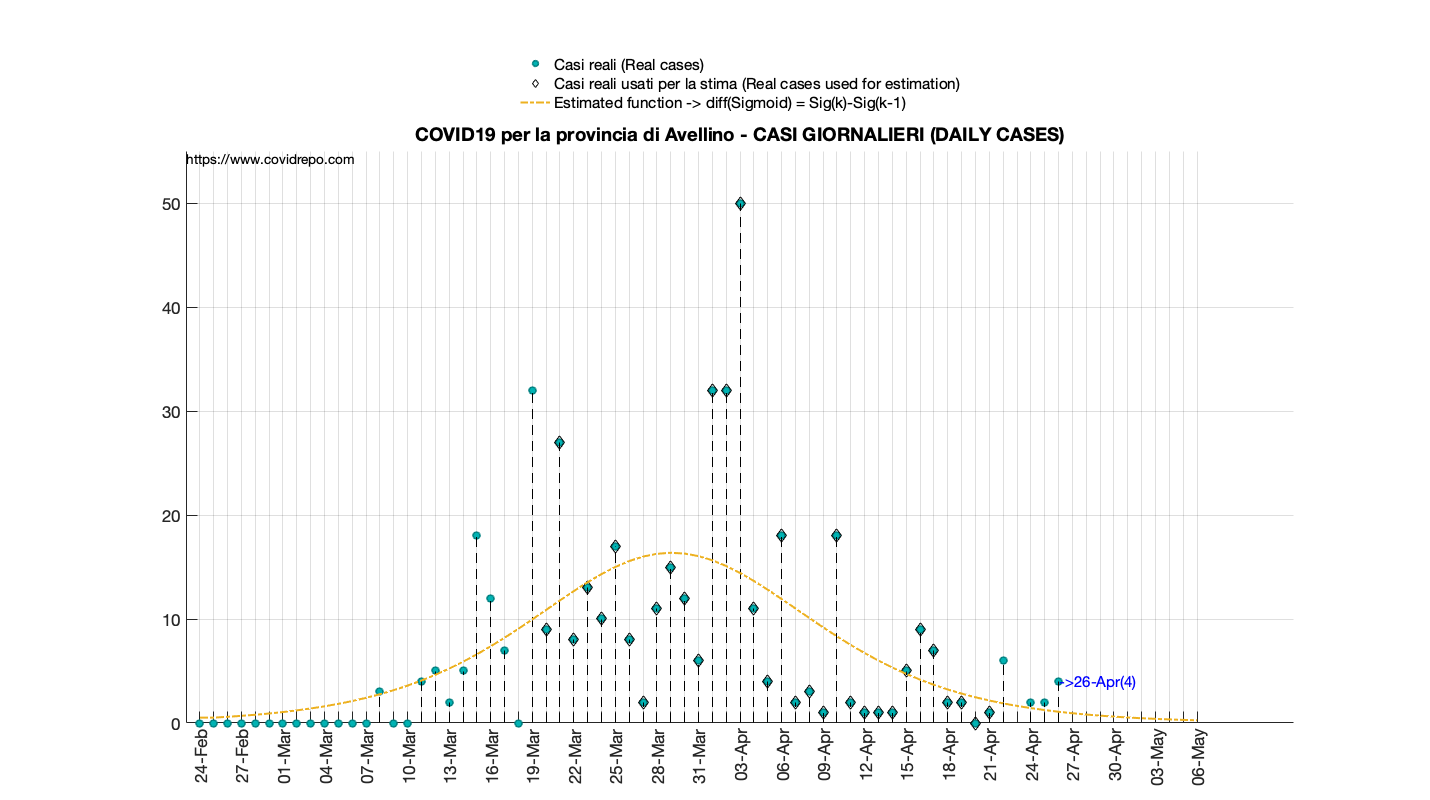 Casi reali (Real cases)
Casi reali usati per la stima (Real cases used for estimation)
Estimated function -> diff(Sigmoid) = Sig(k)-Sig(k-1)
COVID19 per la provincia di Avellino - CASI GIORNALIERI (DAILY CASES)
https://www.covidrepo.com
50
40
30
20
10
0
->26-Apr(4)
24-Feb
27-Feb
01-Mar
04-Mar
07-Mar
10-Mar
13-Mar
16-Mar
19-Mar
22-Mar
25-Mar
28-Mar
31-Mar
03-Apr
06-Apr
09-Apr
12-Apr
15-Apr
18-Apr
21-Apr
24-Apr
27-Apr
30-Apr
03-May
06-May